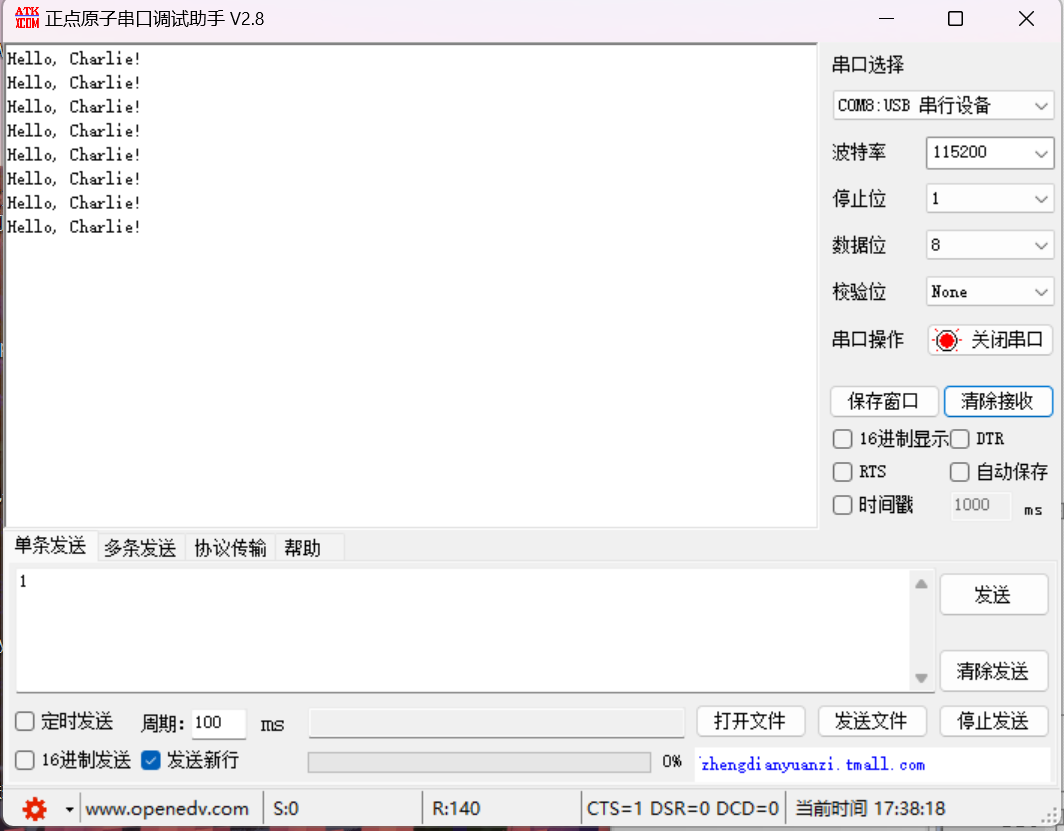 ATK
XCOM 正点原子串口调试助手 V2.8
Hello, Charlie!
Hello, Charlie!
Hello, Charlie!
Hello, Charlie!
Hello, Charlie!
Hello, Charlie!
Hello, Charlie!
Hello, Charlie!
串口选择
COM8:USB 串行设备
波特率 115200
停止位 1
数据位 8
校验位 None
串口操作 关闭串口
保存窗口 清除接收
16进制显示 DTR
RTS 自动保存
时间戳 1000 ms
单条发送 多条发送 协议传输 帮助
1
发送
清除发送
定时发送 周期: 100 ms 打开文件 发送文件 停止发送
16进制发送 发送新行 0% zhengdianyuanzi.tmall.com
www.openedv.com S:0 R:140 CTS=1 DSR=0 DCD=0 当前时间 17:38:18